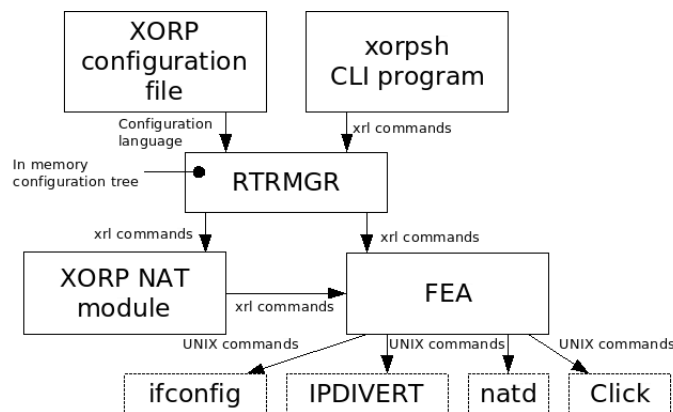 XORP
configuration
file
xorpsh
CLI program
Configuration
language
xrl commands
In memory
configuration tree
RTRMGR
xrl commands
xrl commands
XORP NAT
module
xrl commands
FEA
UNIX commands
UNIX commands
UNIX commands
ifconfig
IPDIVERT
natd
Click